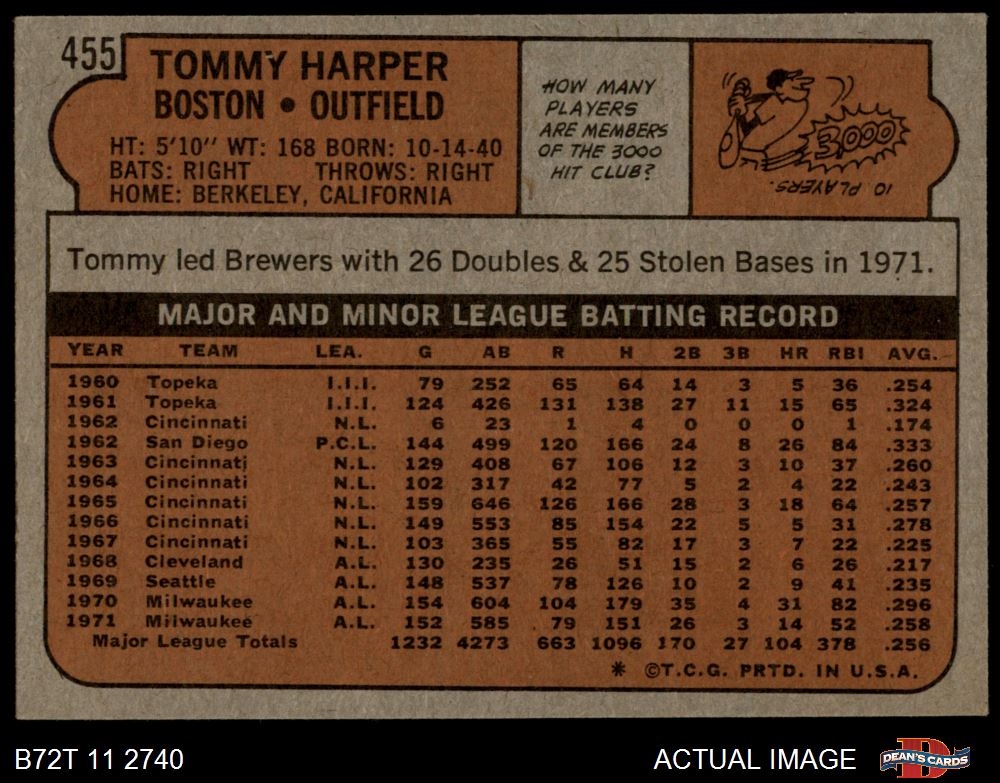 455
TOMMY HARPER
BOSTON • OUTFIELD
HT: 5'10" WT: 168 BORN: 10-14-40
BATS: RIGHT THROWS: RIGHT
HOME: BERKELEY, CALIFORNIA
HOW MANY
PLAYERS
ARE MEMBERS
OF THE 3000
HIT CLUB?
3000
10 PLAYERS.
Tommy led Brewers with 26 Doubles & 25 Stolen Bases in 1971.
MAJOR AND MINOR LEAGUE BATTING RECORD
YEAR TEAM LEA. G AB R H 2B 3B HR RBI AVG.
1960 Topeka I.I.I. 79 252 65 64 14 3 5 36 .254
1961 Topeka I.I.I. 124 426 131 138 27 11 15 65 .324
1962 Cincinnati N.L. 6 23 1 4 0 0 0 1 .174
1962 San Diego P.C.L. 144 499 120 166 24 8 26 84 .333
1963 Cincinnati N.L. 129 408 67 106 12 3 10 37 .260
1964 Cincinnati N.L. 102 317 42 77 5 2 4 22 .243
1965 Cincinnati N.L. 159 646 126 166 28 3 18 64 .257
1966 Cincinnati N.L. 149 553 85 154 22 5 5 31 .278
1967 Cincinnati N.L. 103 365 55 82 17 3 7 22 .225
1968 Cleveland A.L. 130 235 26 51 15 2 6 26 .217
1969 Seattle A.L. 148 537 78 126 10 2 9 41 .235
1970 Milwaukee A.L. 154 604 104 179 35 4 31 82 .296
1971 Milwaukee A.L. 152 585 79 151 26 3 14 52 .258
Major League Totals 1232 4273 663 1096 170 27 104 378 .256
* ©T.C.G. PRTD. IN U.S.A.
B72T 11 2740
ACTUAL IMAGE
DEAN'S CARDS